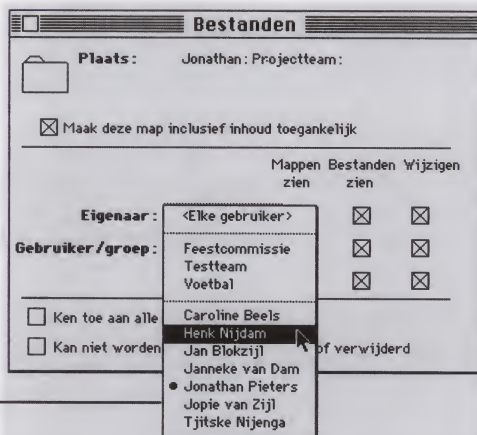 Bestanden
Plaats: Jonathan: Projectteam:
Maak deze map inclusief inhoud toegankelijk
Mappen Bestanden Wijzigen
zien zien
Eigenaar: <Elke gebruiker>
Gebruiker/groep: Feestcommissie
Testteam
Voetbal
Ken toe aan alle Caroline Beels
Henk Nijdam
Kan niet worden Jan Blokzijl of verwijderd
Janneke van Dam
Jonathan Pieters
Jopie van Zijl
Tjitske Nijenga